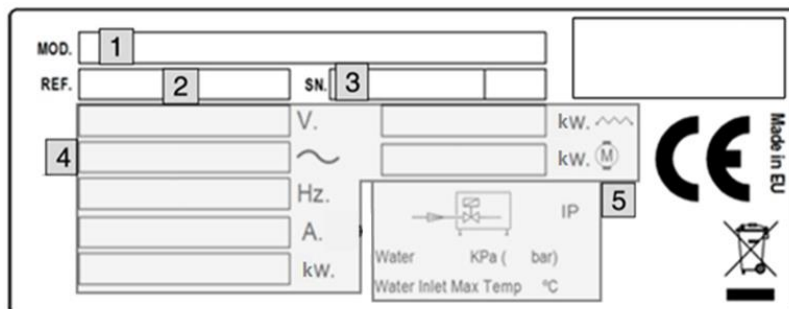 MOD. 1
REF. 2 SN. 3
V. kw.
4 kw. M
Hz.
A.
kw.
5
IP
Water KPa ( bar)
Water Inlet Max Temp °C
CE
Made in EU